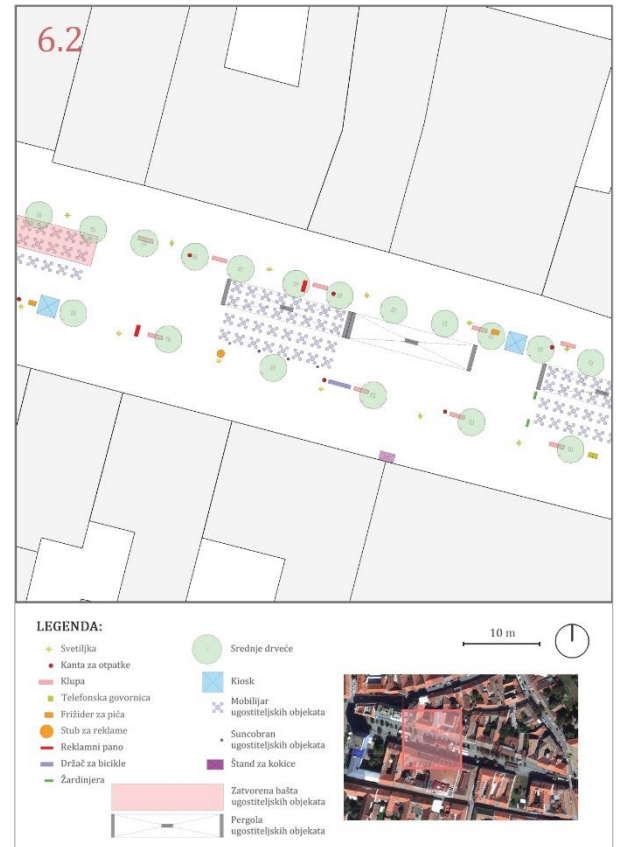 6.2
LEGENDA:
Svetiljka
Kanta za otpatke
Klupa
Telefonska govornica
Frižider za pića
Stub za reklame
Reklamni pano
Držač za bicikle
Žardinjera
Srednje drveće
Kiosk
Mobilijar
ugostiteljskih objekata
Suncobran
ugostiteljskih objekata
Štand za kokice
Zatvorena bašta
ugostiteljskih objekata
Pergola
ugostiteljskih objekata
10 m